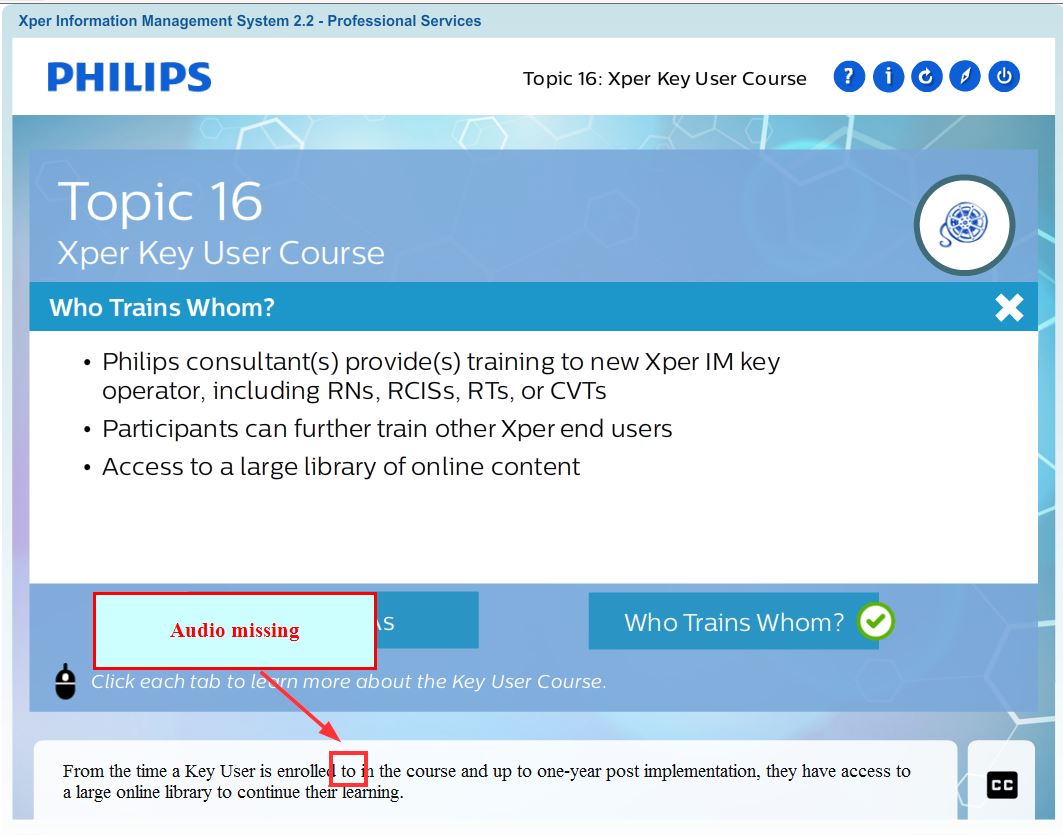 Xper Information Management System 2.2 - Professional Services
PHILIPS
Topic 16: Xper Key User Course
?
i
Topic 16
Xper Key User Course
Who Trains Whom?
• Philips consultant(s) provide(s) training to new Xper IM key
operator, including RNs, RCISs, RTs, or CVTs
• Participants can further train other Xper end users
• Access to a large library of online content
Audio missing
Who Trains Whom?
Click each tab to learn more about the Key User Course.
From the time a Key User is enrolled to in the course and up to one-year post implementation, they have access to
a large online library to continue their learning.
CC